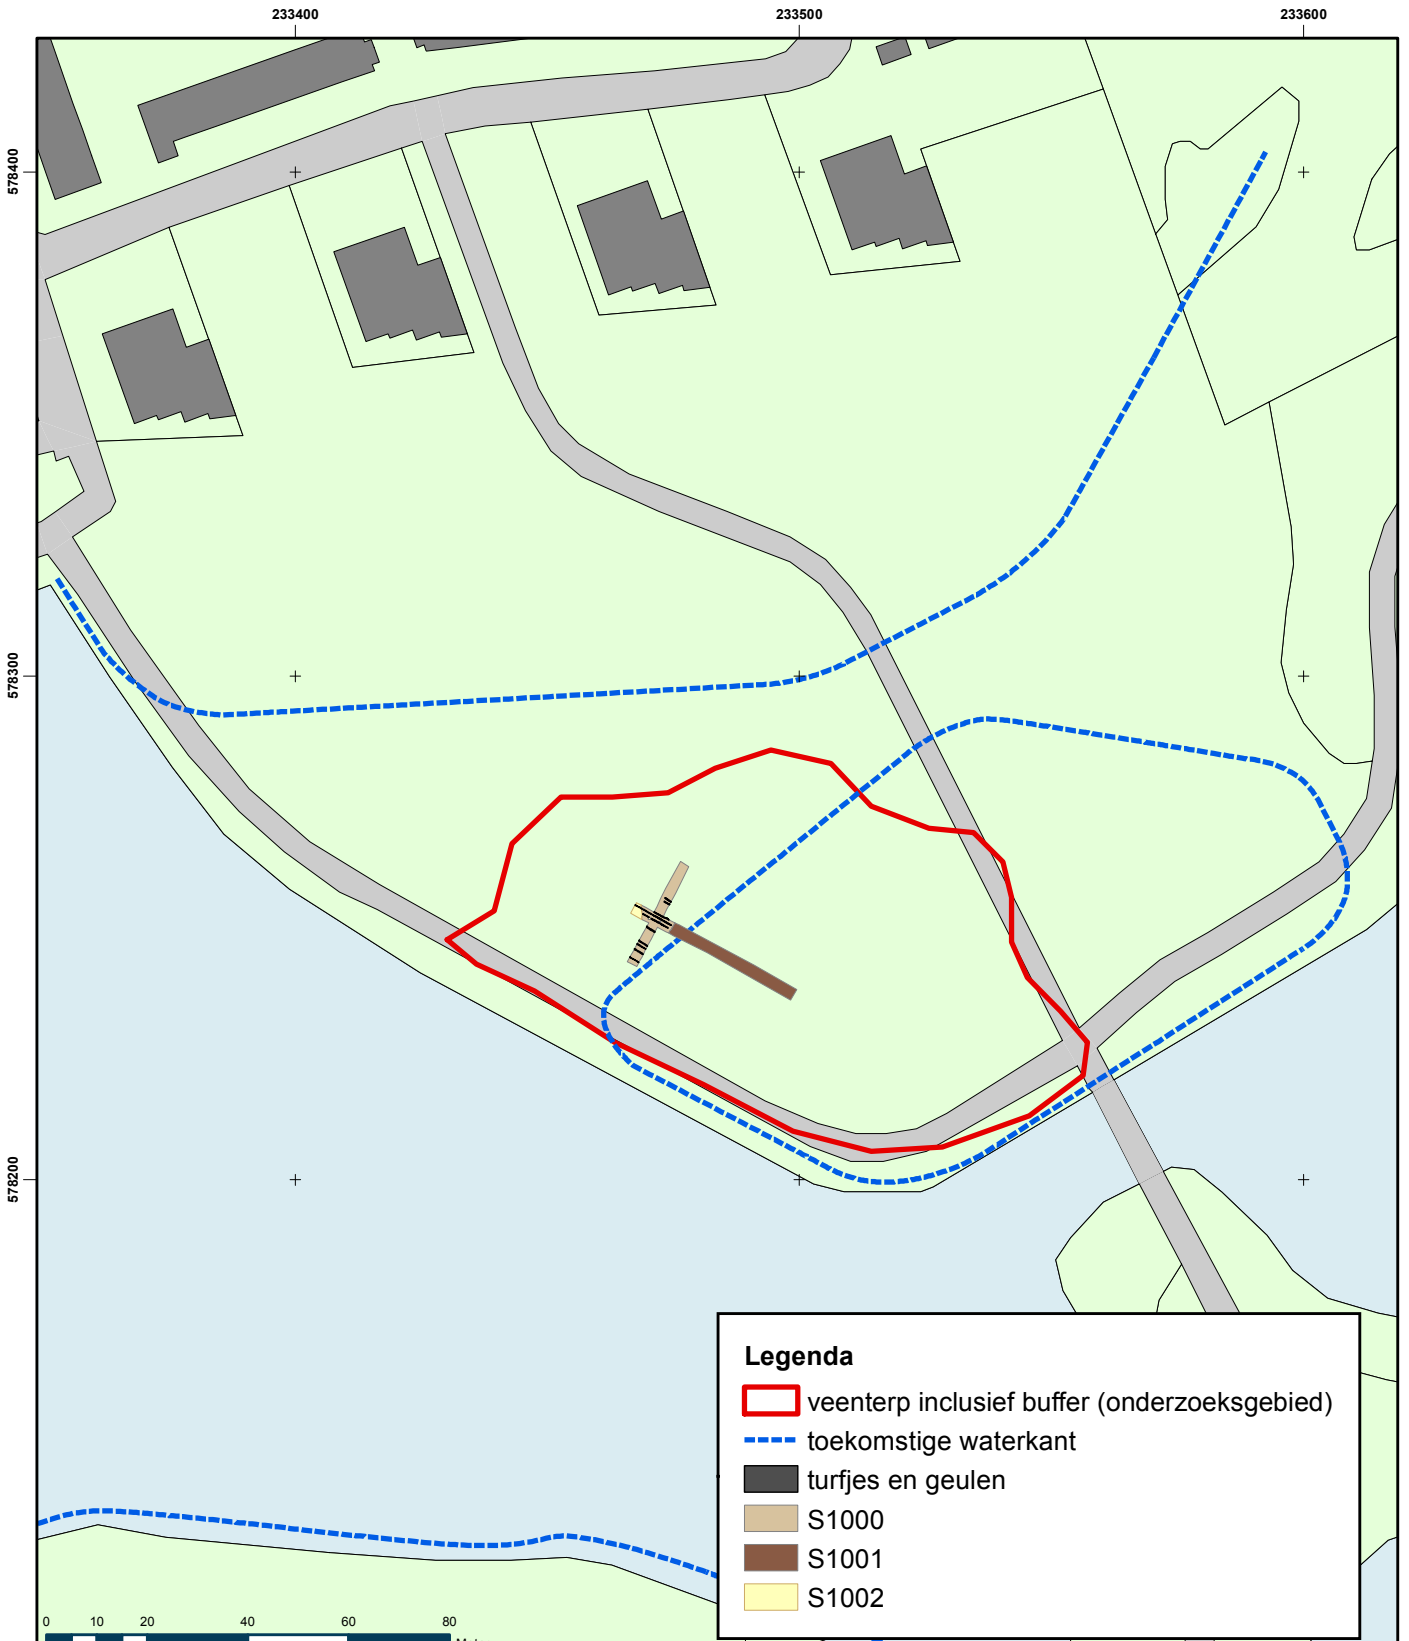 233400 233500 233600
578400
578300
578200
Legenda
veenterp inclusief buffer (onderzoeksgebied)
toekomstige waterkant
turfjes en geulen
S1000
S1001
S1002
0 10 20 40 60 80